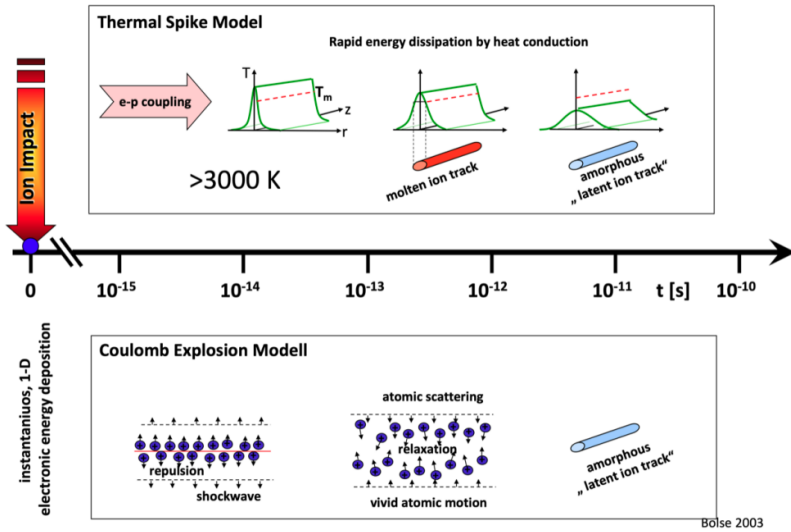 Thermal Spike Model
Rapid energy dissipation by heat conduction
Ion Impact
e-p coupling
T
T_m
z
r
>3000 K
molten ion track
amorphous
„ latent ion track“
0
10^-15
10^-14
10^-13
10^-12
10^-11
t [s]
10^-10
instantaniuos, 1-D
electronic energy deposition
Coulomb Explosion Modell
repulsion
shockwave
atomic scattering
relaxation
vivid atomic motion
amorphous
„ latent ion track“
Bolse 2003